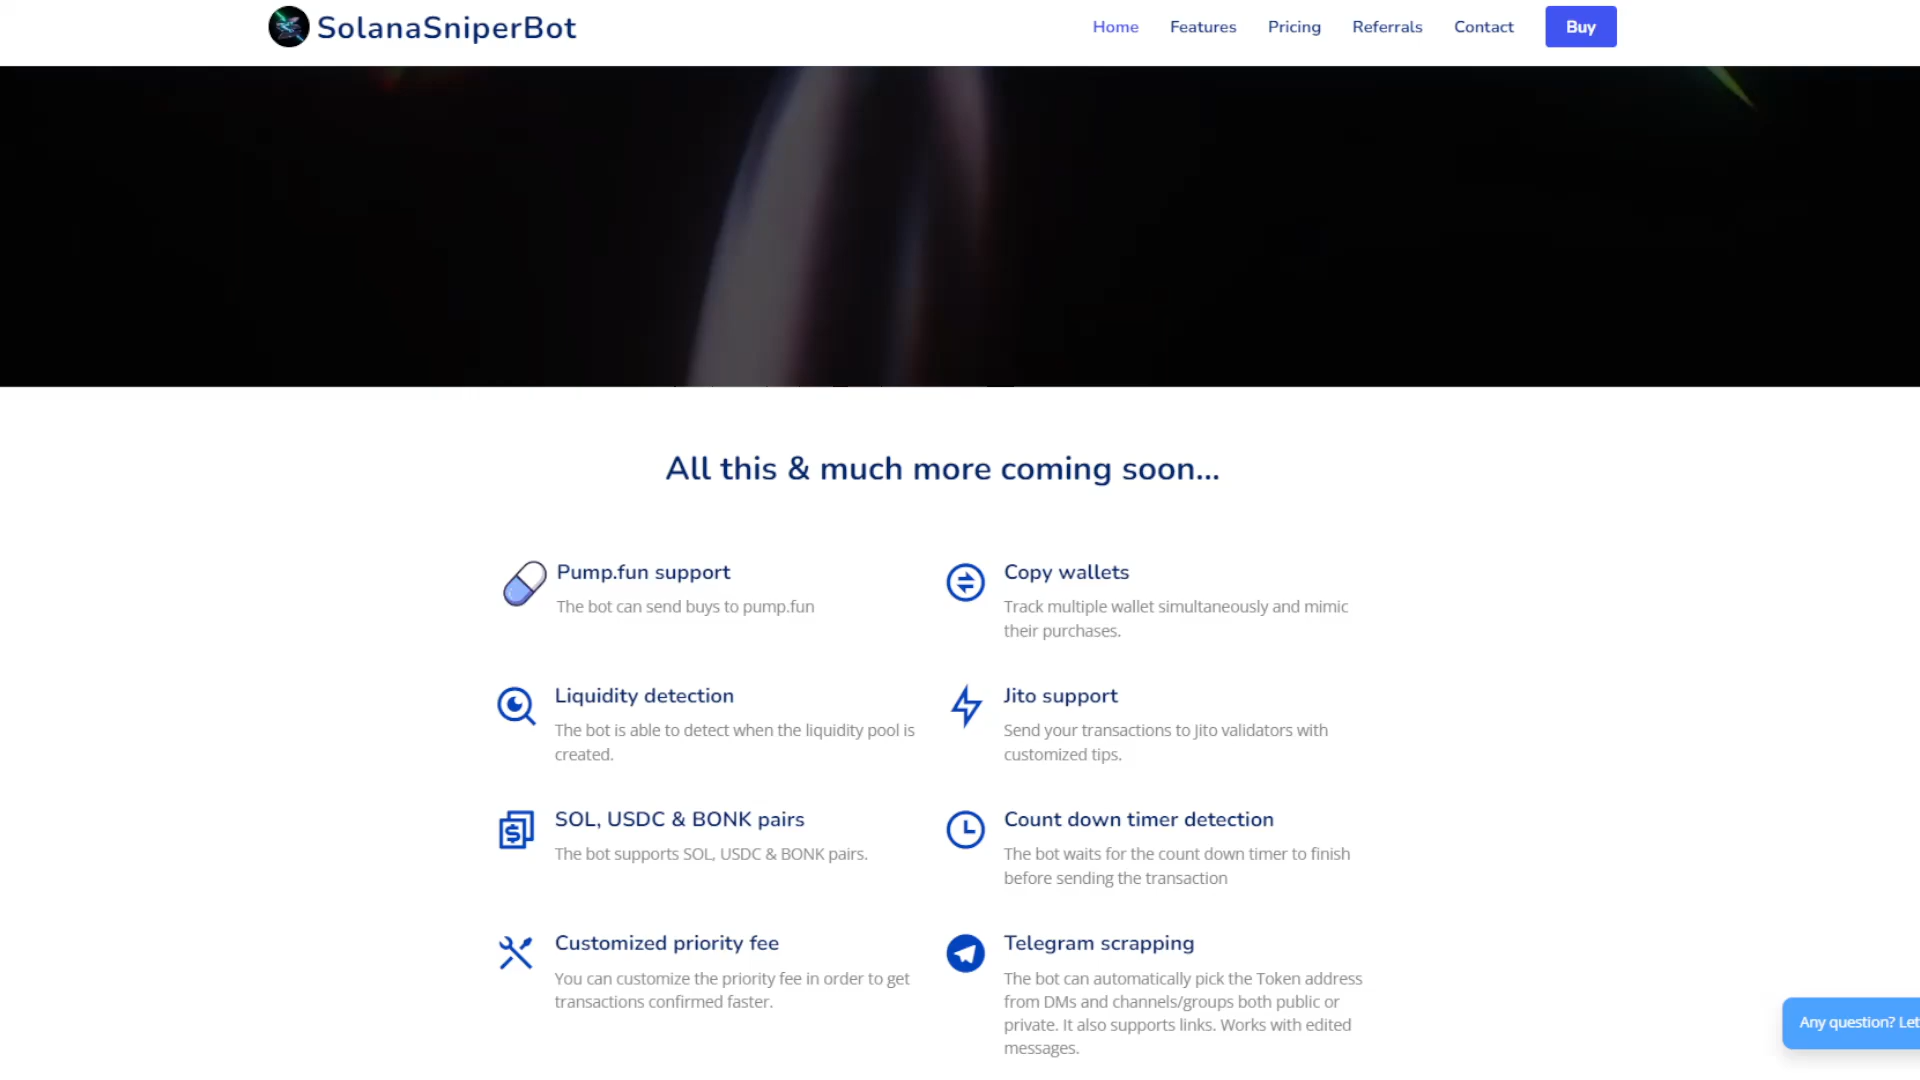 SolanaSniperBot
Home Features Pricing Referrals Contact Buy
All this & much more coming soon...
Pump.fun support
The bot can send buys to pump.fun
Copy wallets
Track multiple wallet simultaneously and mimic
their purchases.
Liquidity detection
The bot is able to detect when the liquidity pool is
created.
Jito support
Send your transactions to Jito validators with
customized tips.
SOL, USDC & BONK pairs
The bot supports SOL, USDC & BONK pairs.
Count down timer detection
The bot waits for the count down timer to finish
before sending the transaction
Customized priority fee
You can customize the priority fee in order to get
transactions confirmed faster.
Telegram scrapping
The bot can automatically pick the Token address
from DMs and channels/groups both public or
private. It also supports links. Works with edited
messages.
Any question? Let